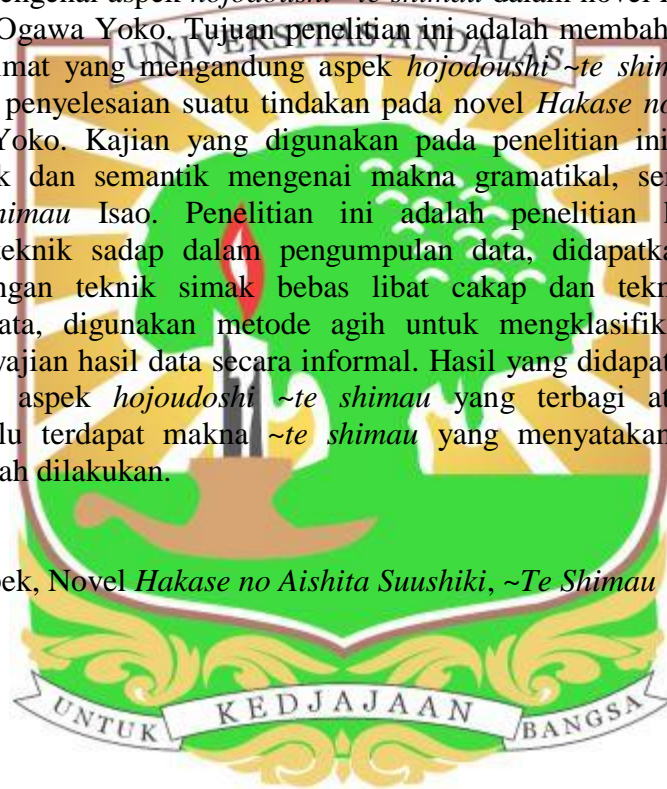 mengenai aspek hojodoushi ~te shimau dalam novel
Ogawa Yoko. Tujuan penelitian ini adalah membah
UNIVERSITAS ANDALAS
imat yang mengandung aspek hojodoushi ~te shim
penyelesaian suatu tindakan pada novel Hakase no
Yoko. Kajian yang digunakan pada penelitian ini
k dan semantik mengenai makna gramatikal, se
himau Isao. Penelitian ini adalah penelitian
teknik sadap dalam pengumpulan data, didapatka
ngan teknik simak bebas libat cakap dan tekn
ata, digunakan metode agih untuk mengklasifik
yajian hasil data secara informal. Hasil yang didapat
aspek hojoudoshi ~te shimau yang terbagi at
lu terdapat makna ~te shimau yang menyatakan
ah dilakukan.
pek, Novel Hakase no Aishita Suushiki, ~Te Shimau
UNTUK KEDJAJAAN BANGSA